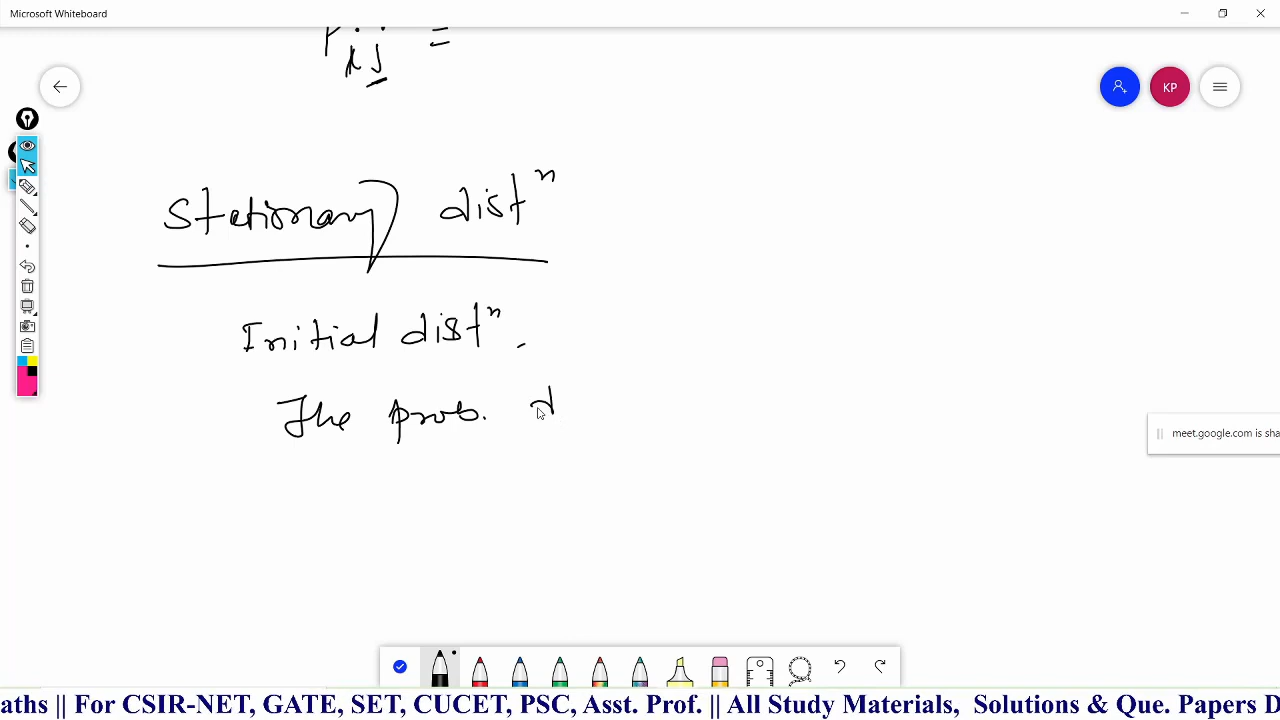 Microsoft Whiteboard
KP
p i j =
Stationary distⁿ
Initial distⁿ.
The prob. d
meet.google.com is sha
aths || For CSIR-NET, GATE, SET, CUCET, PSC, Asst. Prof. || All Study Materials, Solutions & Que. Papers D